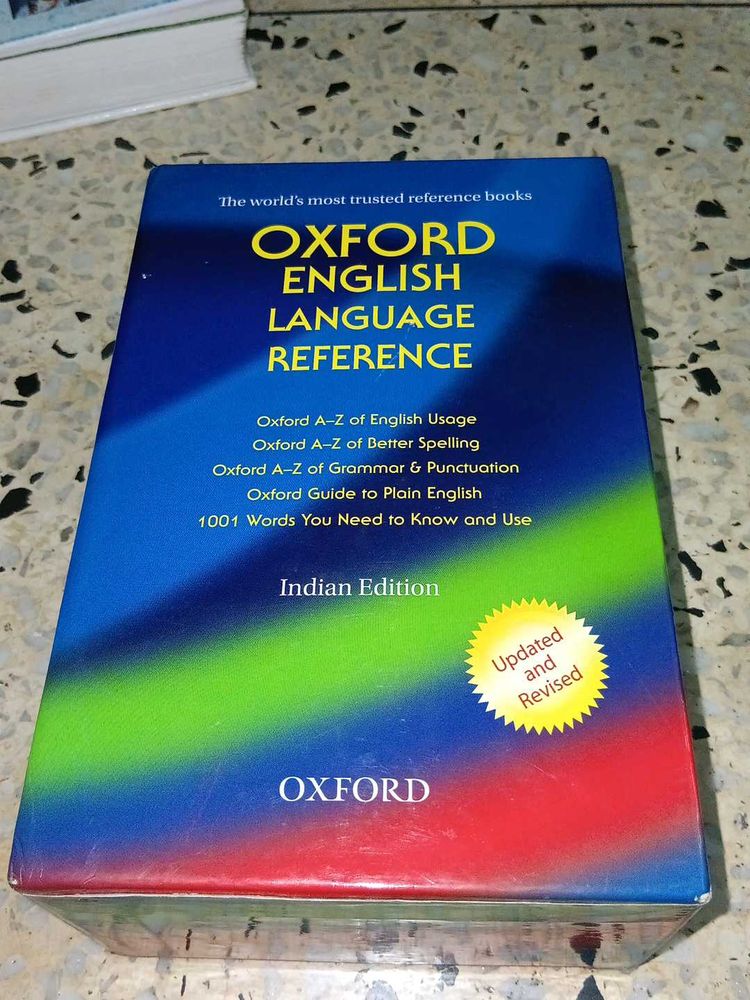 The world's most trusted reference books
OXFORD
ENGLISH
LANGUAGE
REFERENCE
Oxford A–Z of English Usage
Oxford A–Z of Better Spelling
Oxford A–Z of Grammar & Punctuation
Oxford Guide to Plain English
1001 Words You Need to Know and Use
Indian Edition
Updated
and
Revised
OXFORD